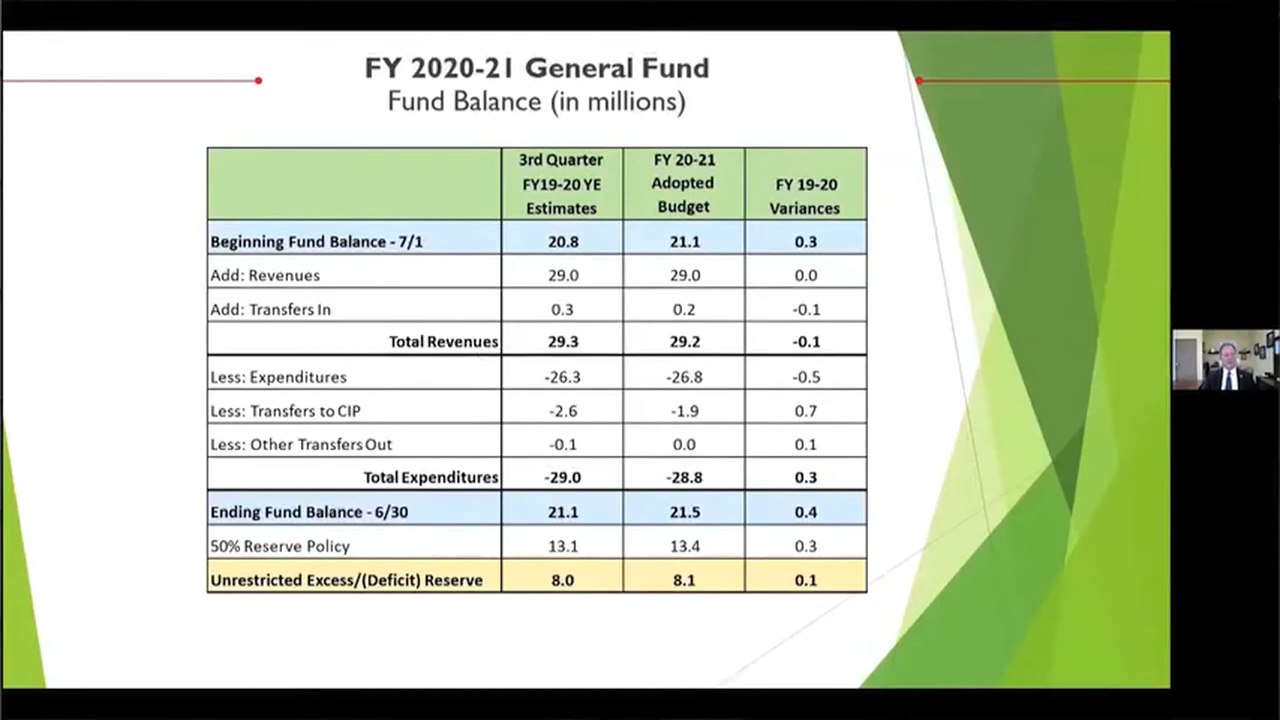 FY 2020-21 General Fund
Fund Balance (in millions)
3rd Quarter FY19-20 YE Estimates FY 20-21 Adopted Budget FY 19-20 Variances
Beginning Fund Balance - 7/1 20.8 21.1 0.3
Add: Revenues 29.0 29.0 0.0
Add: Transfers In 0.3 0.2 -0.1
Total Revenues 29.3 29.2 -0.1
Less: Expenditures -26.3 -26.8 -0.5
Less: Transfers to CIP -2.6 -1.9 0.7
Less: Other Transfers Out -0.1 0.0 0.1
Total Expenditures -29.0 -28.8 0.3
Ending Fund Balance - 6/30 21.1 21.5 0.4
50% Reserve Policy 13.1 13.4 0.3
Unrestricted Excess/(Deficit) Reserve 8.0 8.1 0.1